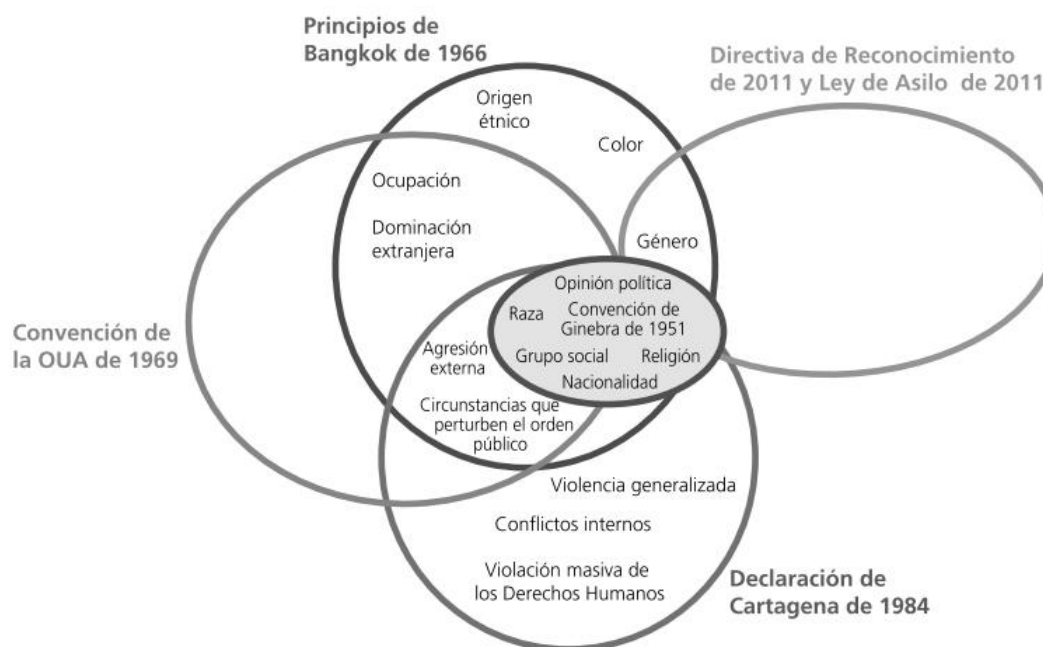 Principios de
Bangkok de 1966
Directiva de Reconocimiento
de 2011 y Ley de Asilo de 2011
Origen
étnico
Color
Ocupación
Dominación
extranjera
Género
Opinión política
Raza
Convención de
Ginebra de 1951
Convención de
la OUA de 1969
Agresión
externa
Grupo social
Religión
Nacionalidad
Circunstancias que
perturben el orden
público
Violencia generalizada
Conflictos internos
Violación masiva de
los Derechos Humanos
Declaración de
Cartagena de 1984